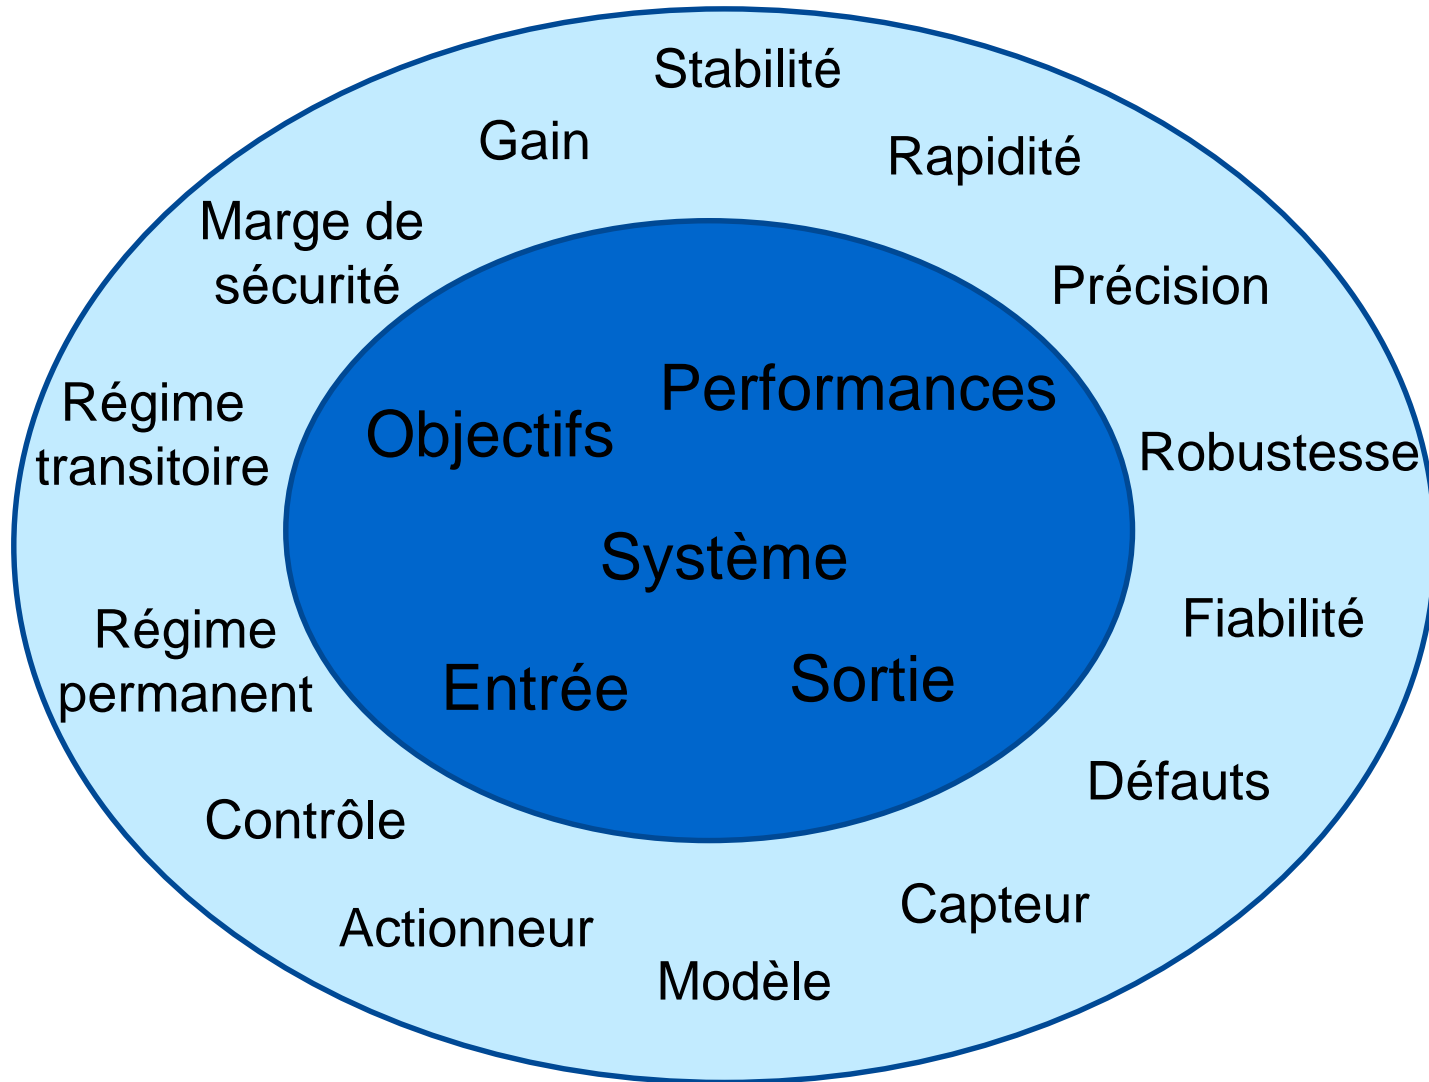 Stabilité
Gain
Rapidité
Marge de
sécurité
Précision
Performances
Régime
transitoire
Objectifs
Robustesse
Système
Régime
permanent
Fiabilité
Entrée
Sortie
Défauts
Contrôle
Capteur
Actionneur
Modèle